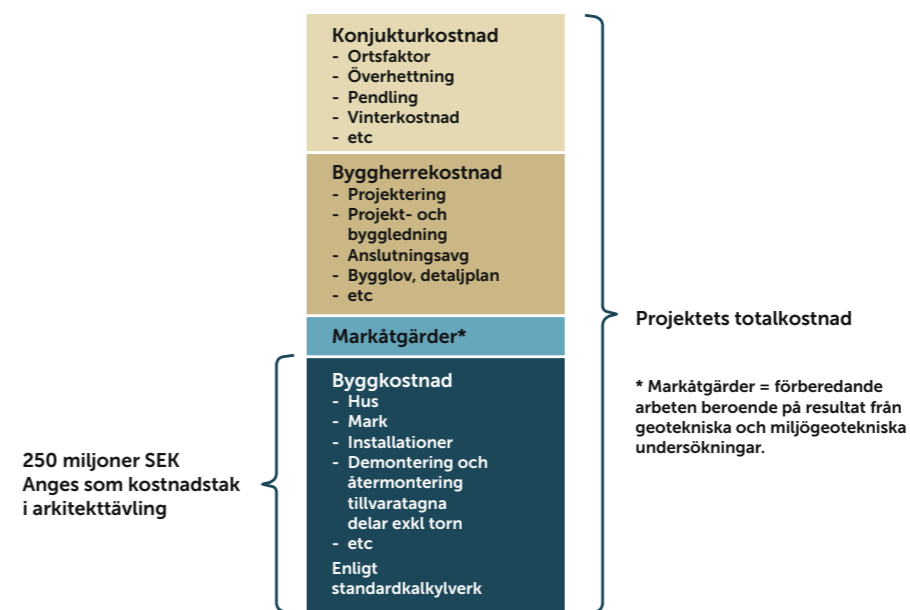 Konjukturkostnad
- Ortsfaktor
- Överhettning
- Pendling
- Vinterkostnad
- etc
Byggherrekostnad
- Projektering
- Projekt- och
byggledning
- Anslutningsavg
- Bygglov, detaljplan
- etc
Markåtgärder*
Byggkostnad
- Hus
- Mark
- Installationer
- Demontering och
återmontering
tillvaratagna
delar exkl torn
- etc
Enligt
standardkalkylverk
250 miljoner SEK
Anges som kostnadstak
i arkitekttävling
Projektets totalkostnad
* Markåtgärder = förberedande
arbeten beroende på resultat från
geotekniska och miljögeotekniska
undersökningar.